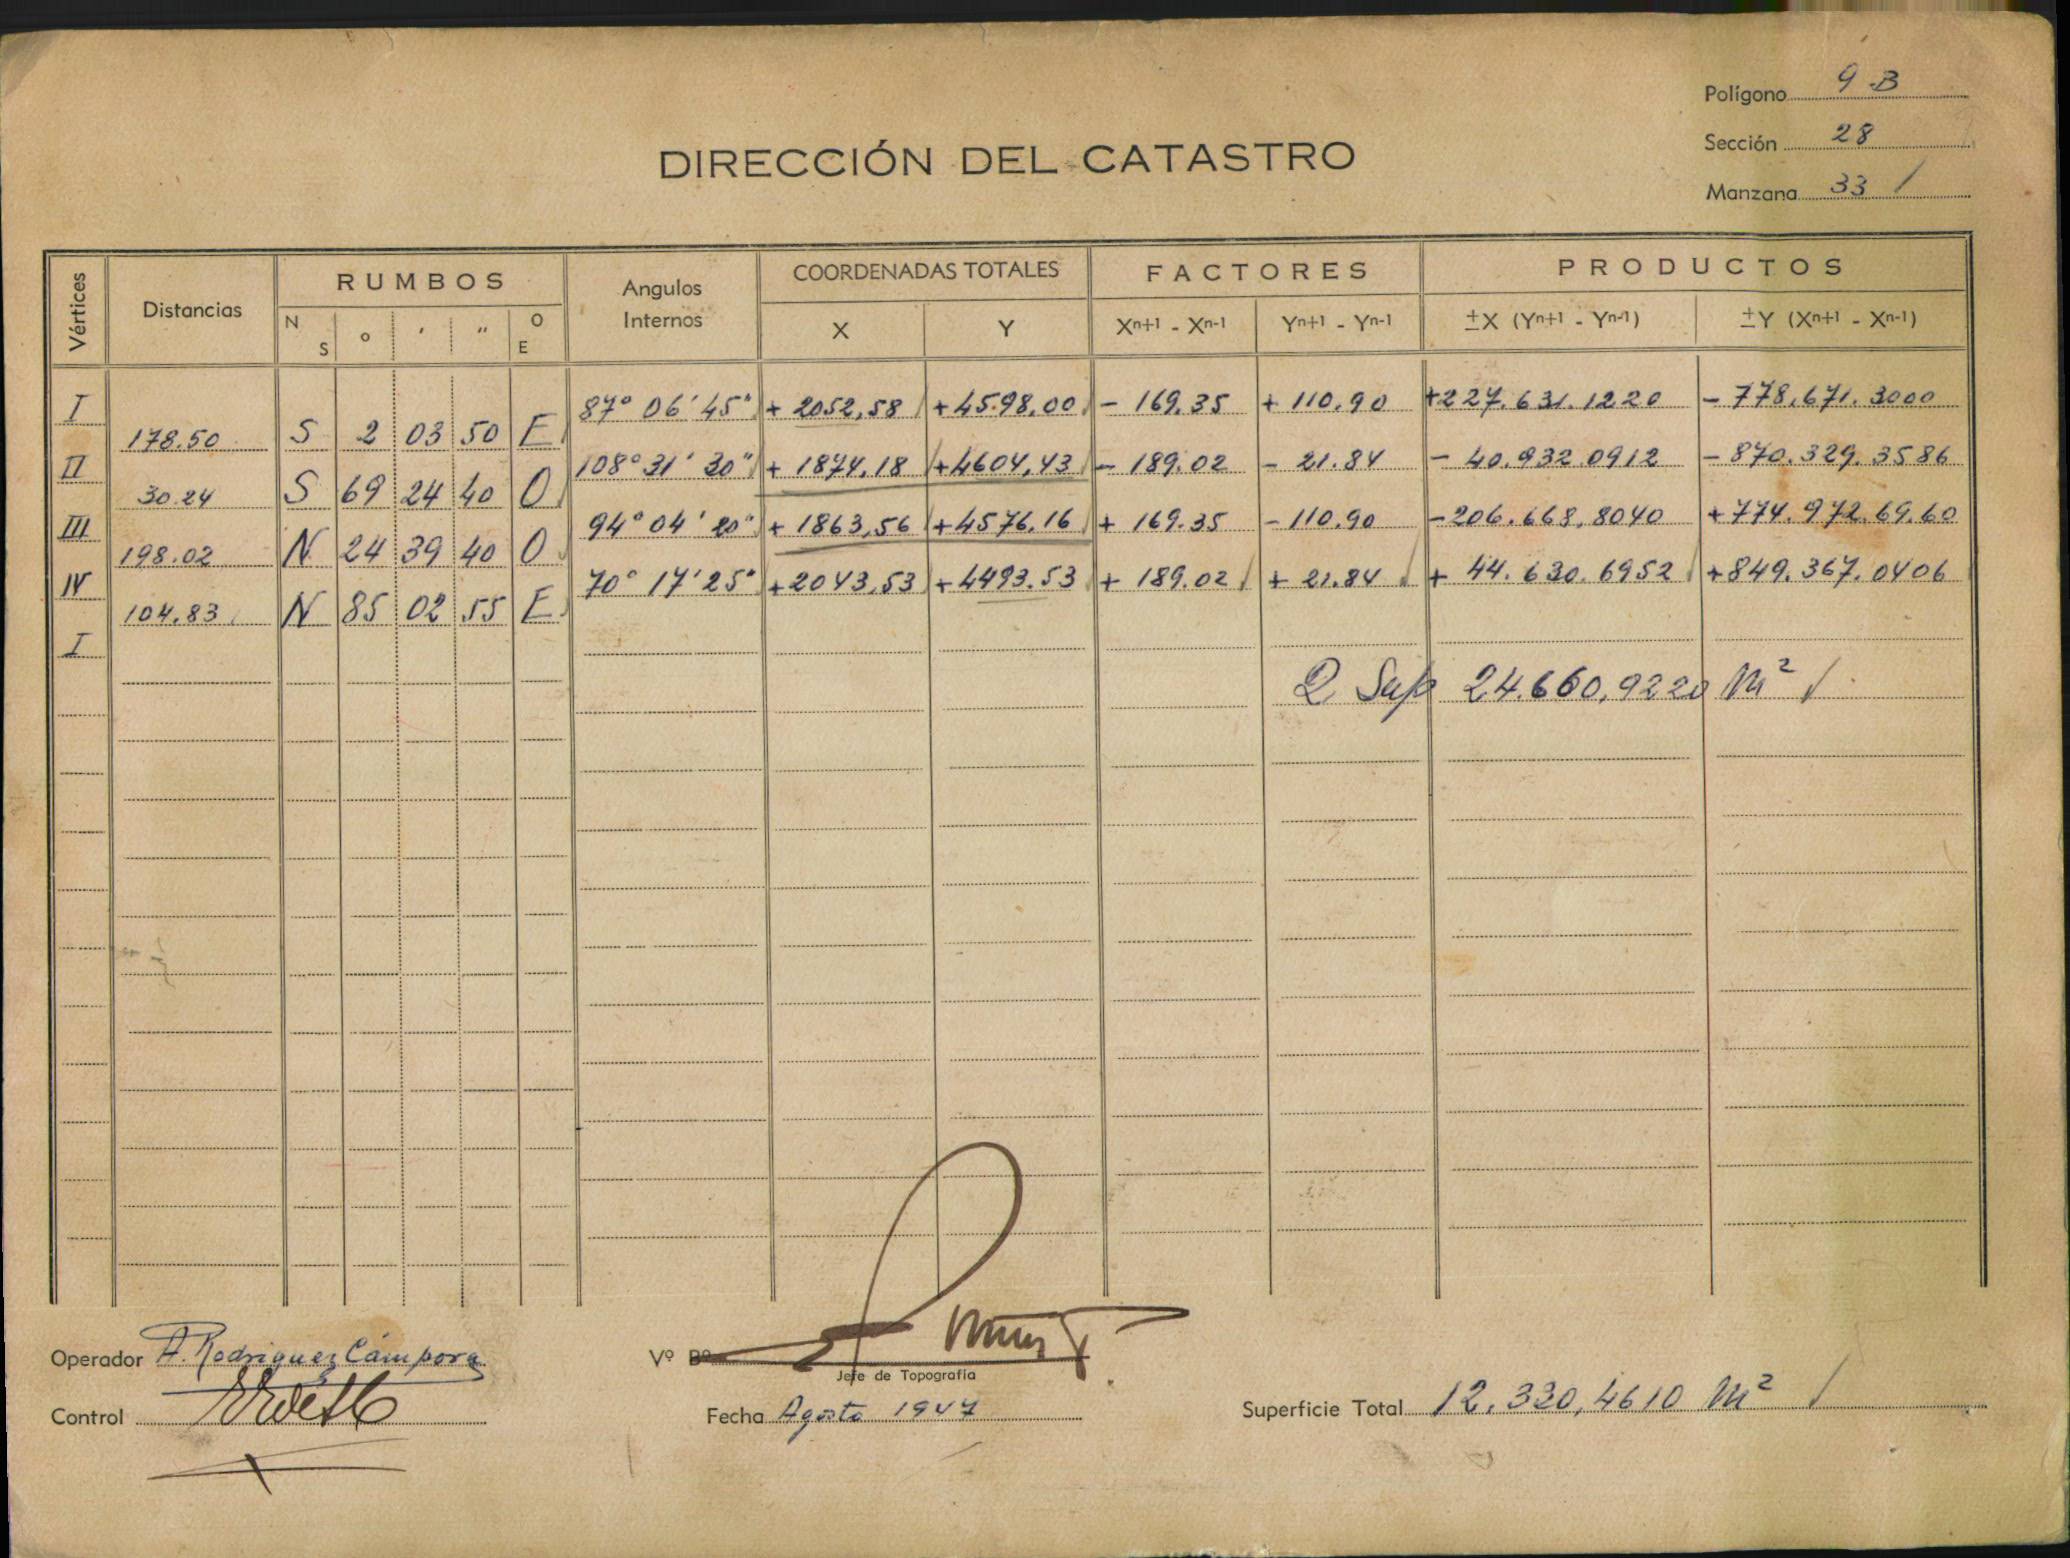 Polígono 9-B
Sección 28
Manzana 33 /
DIRECCIÓN DEL CATASTRO
Vértices Distancias RUMBOS Angulos Internos COORDENADAS TOTALES FACTORES PRODUCTOS
N S o ' " O E X Y Xn+1 - Xn-1 Yn+1 - Yn-1 ±X (Yn+1 - Yn-1) ±Y (Xn+1 - Xn-1)
I 87° 06' 45" + 2052,58 +4598,00 - 169.35 + 110.90 +227.631.1220 - 778.671.3000
178.50 S 2 03 50 E
II 108° 31' 30" + 1874,18 +4604,43 - 189.02 - 21.84 - 40.932.0912 - 870.329.3586
30.24 S 69 24 40 O
III 94° 04' 20" + 1863,56 +4576,16 + 169.35 - 110.90 -206.668,8040 +774.972.69.60
198.02 N 24 39 40 O
IV 70° 17' 25" +2043,53 +4493.53 + 189.02 + 21.84 + 44.630.6952 +849.367.0406
104.83 N 85 02 55 E
I
2 Sup 24.660,9220 m² /
Operador A. Rodriguez Cámpora
Vº Bº
Jefe de Topografía
Control
Fecha Agosto 1947
Superficie Total 12.330,4610 m² /